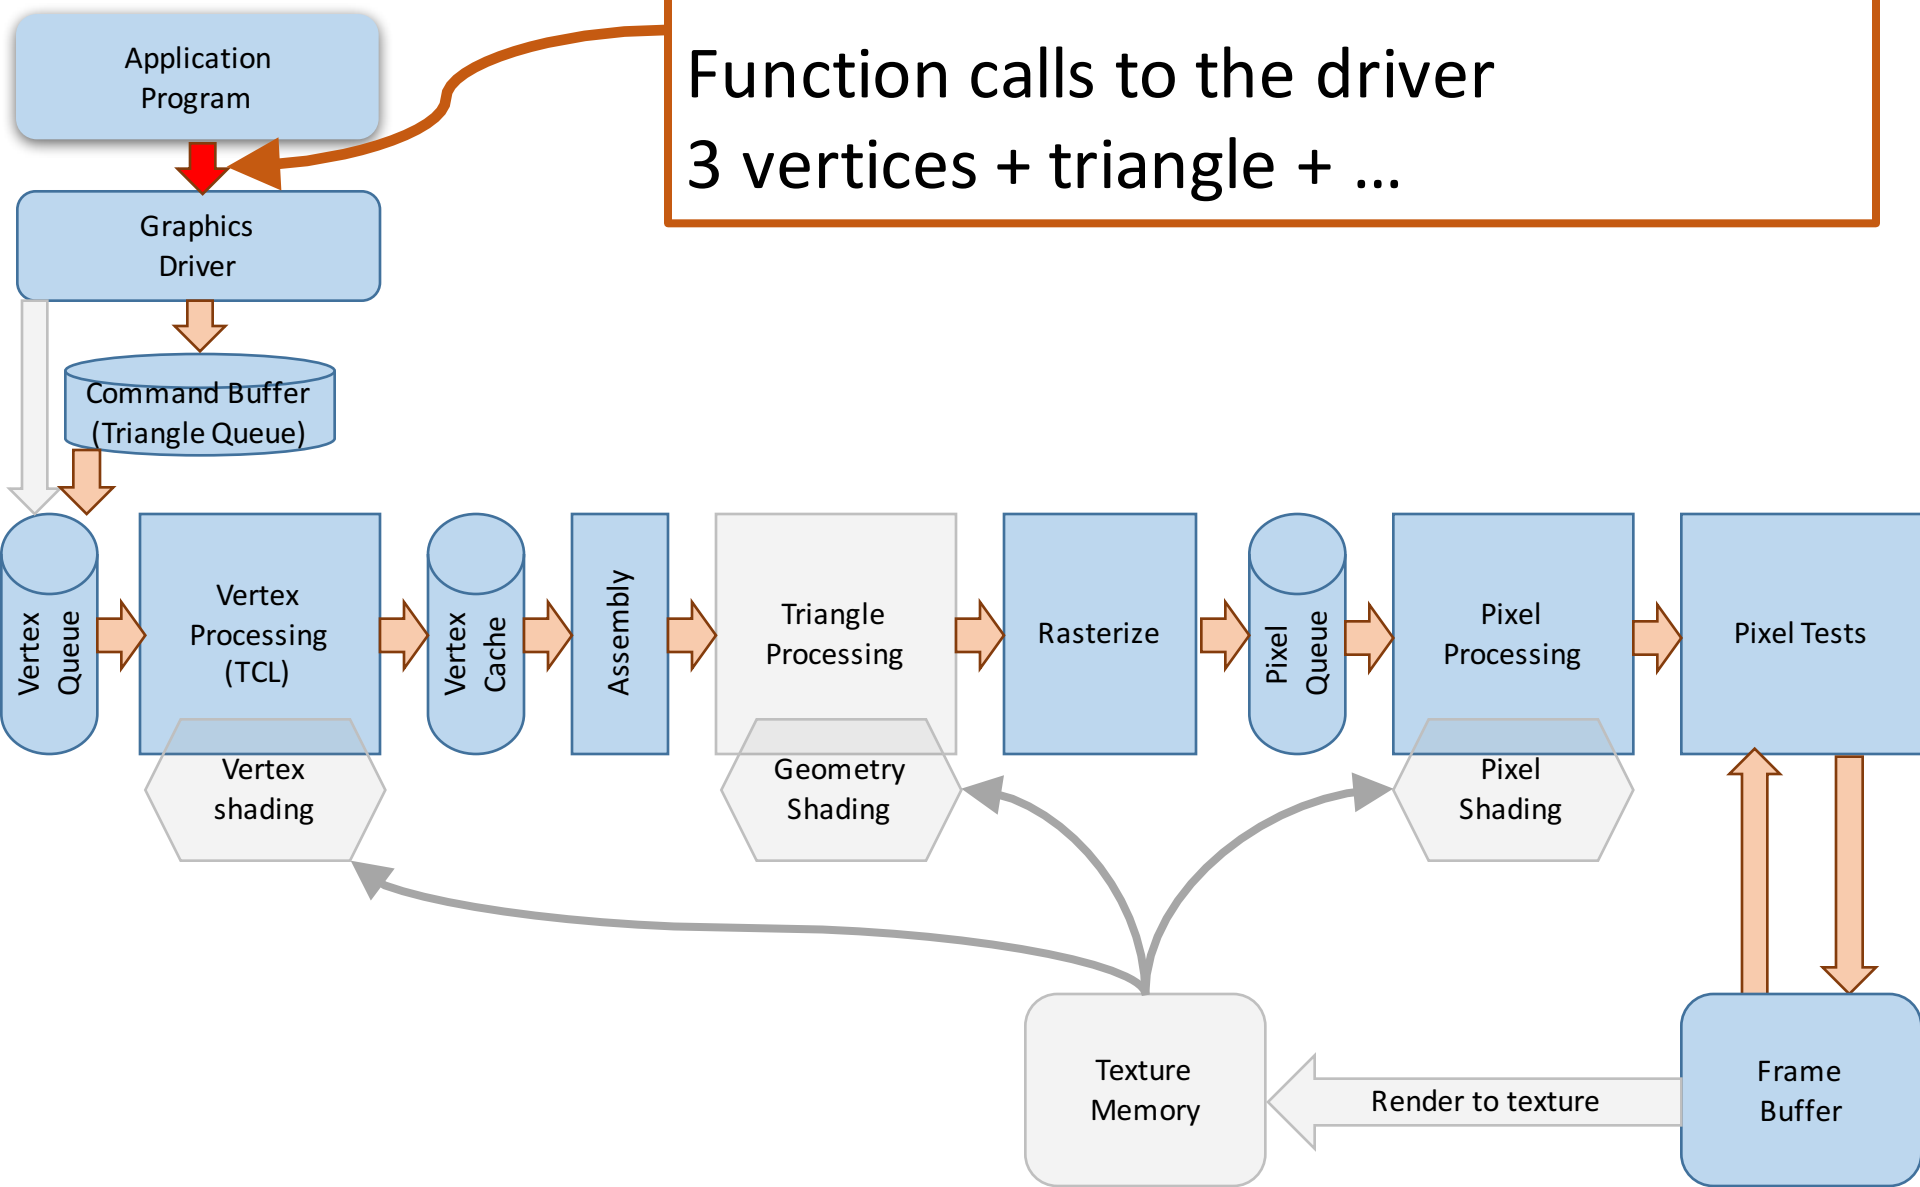 Application
Program
Function calls to the driver
3 vertices + triangle + …
Graphics
Driver
Command Buffer
(Triangle Queue)
Vertex
Queue
Vertex
Processing
(TCL)
Vertex
Cache
Assembly
Triangle
Processing
Rasterize
Pixel
Queue
Pixel
Processing
Pixel Tests
Vertex
shading
Geometry
Shading
Pixel
Shading
Texture
Memory
Render to texture
Frame
Buffer